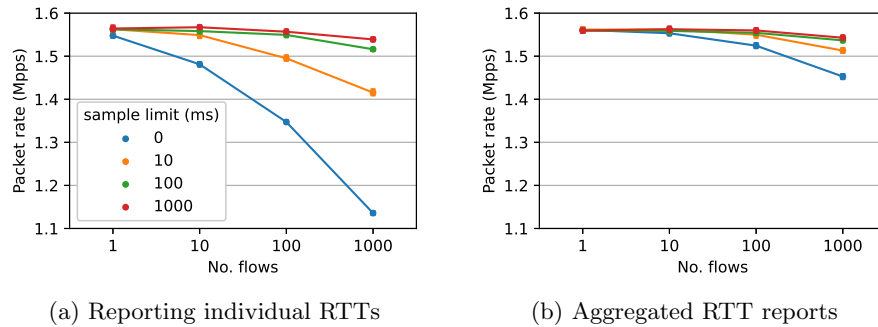 1.6
1.5
1.4
1.3
1.2
1.1
Packet rate (Mpps)
sample limit (ms)
0
10
100
1000
1 10 100 1000
No. flows
(a) Reporting individual RTTs
1.6
1.5
1.4
1.3
1.2
1.1
Packet rate (Mpps)
1 10 100 1000
No. flows
(b) Aggregated RTT reports